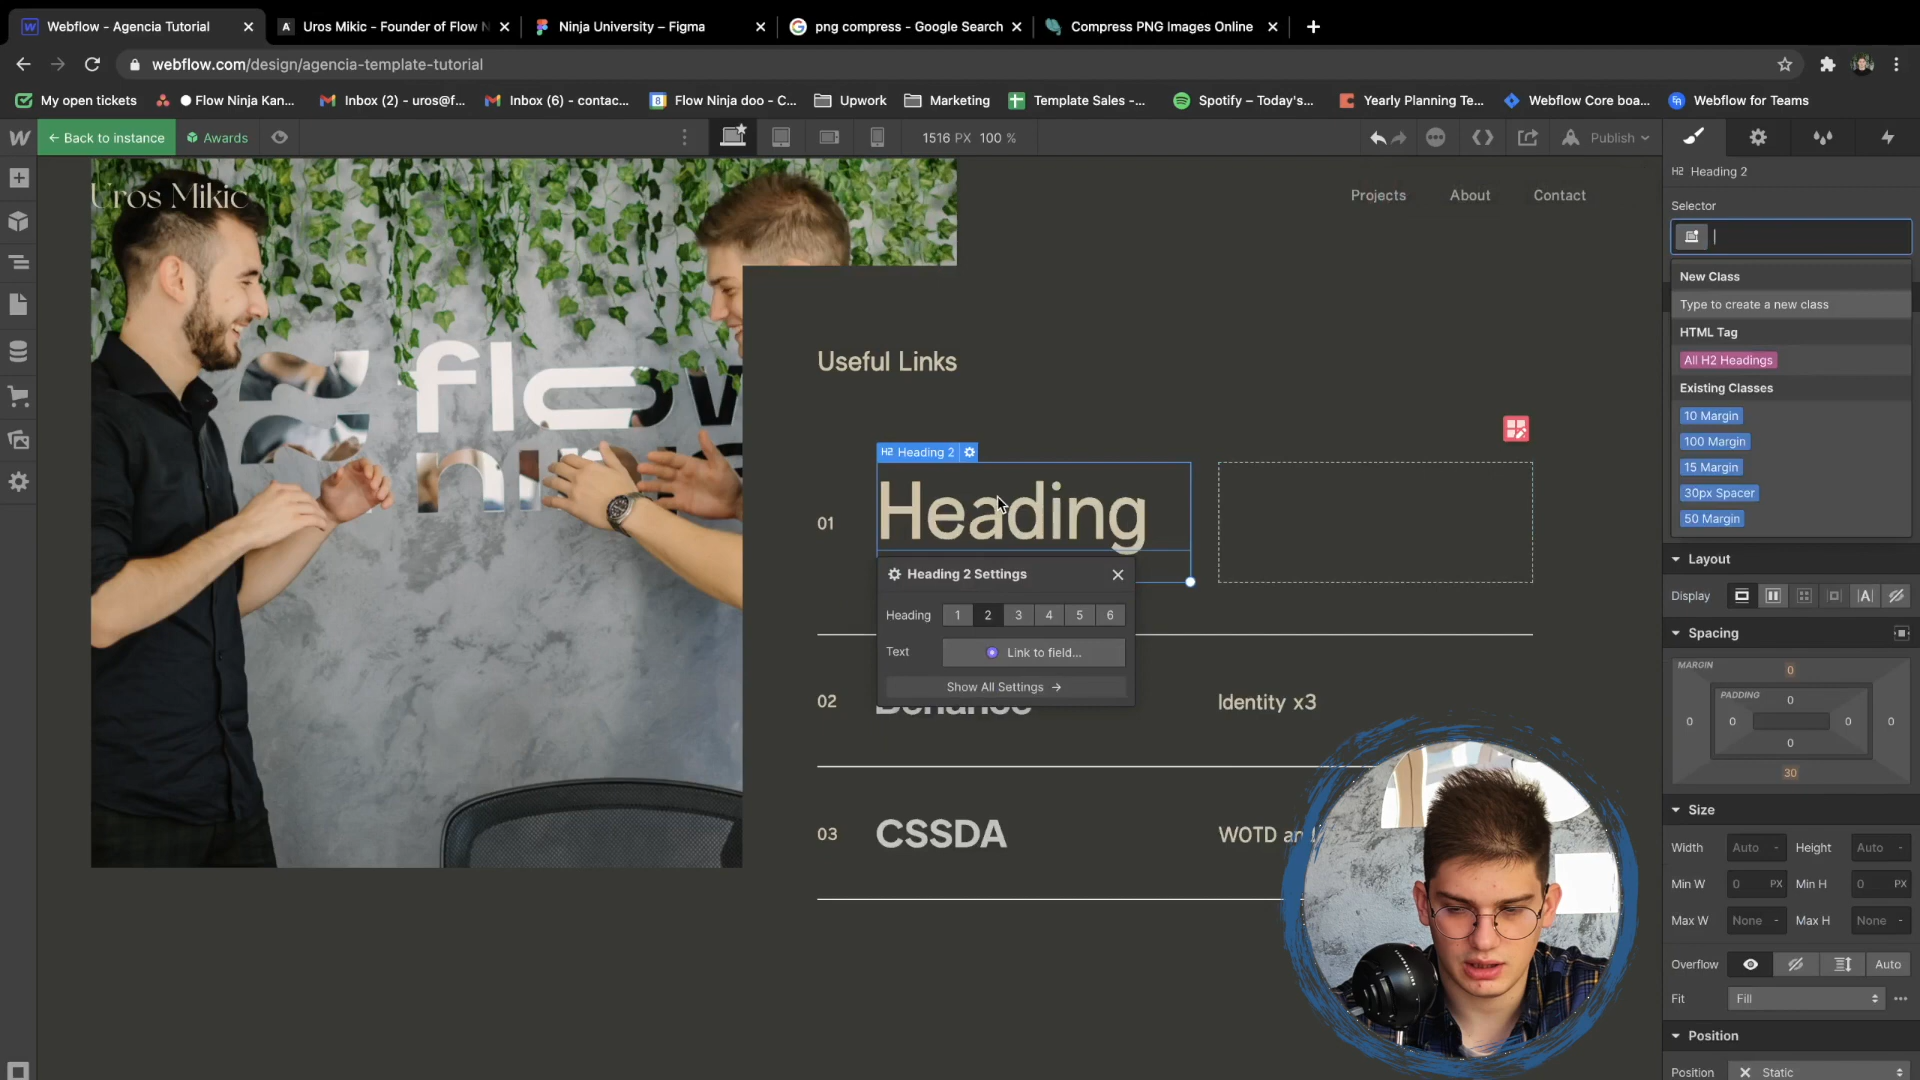 Webflow - Agencia Tutorial
Uros Mikic - Founder of Flow N
Ninja University – Figma
png compress - Google Search
Compress PNG Images Online
webflow.com/design/agencia-template-tutorial
My open tickets
Flow Ninja Kan...
Inbox (2) - uros@f...
Inbox (6) - contac...
Flow Ninja doo - C...
Upwork
Marketing
Template Sales -...
Spotify – Today's...
Yearly Planning Te...
Webflow Core boa...
Webflow for Teams
Back to instance
Awards
1516 PX 100 %
Publish
Uros Mikic
Projects
About
Contact
flow
ninja
Useful Links
H2 Heading 2
01
Heading
Heading 2 Settings
Heading 1 2 3 4 5 6
Text
Link to field...
Show All Settings
02
Behance
Identity x3
03
CSSDA
WOTD and
H2 Heading 2
Selector
New Class
Type to create a new class
HTML Tag
All H2 Headings
Existing Classes
10 Margin
100 Margin
15 Margin
30px Spacer
50 Margin
Layout
Display
Spacing
MARGIN
0
PADDING
0
0 0 0 0
0
30
Size
Width Auto - Height Auto -
Min W 0 PX Min H 0 PX
Max W None - Max H None -
Overflow Auto
Fit Fill
Position
Position Static